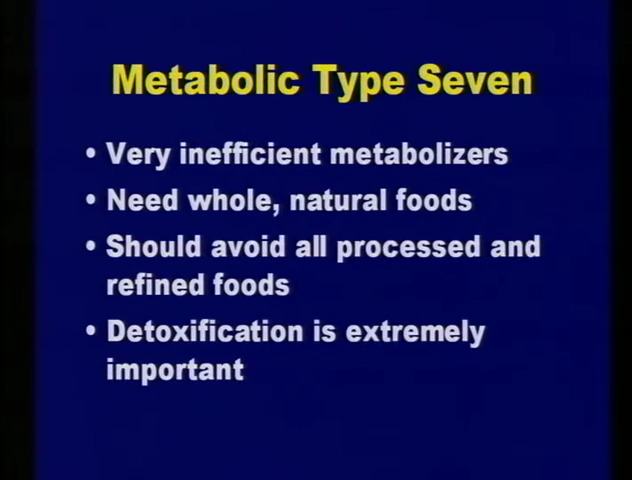 Metabolic Type Seven
• Very inefficient metabolizers
• Need whole, natural foods
• Should avoid all processed and
refined foods
• Detoxification is extremely
important